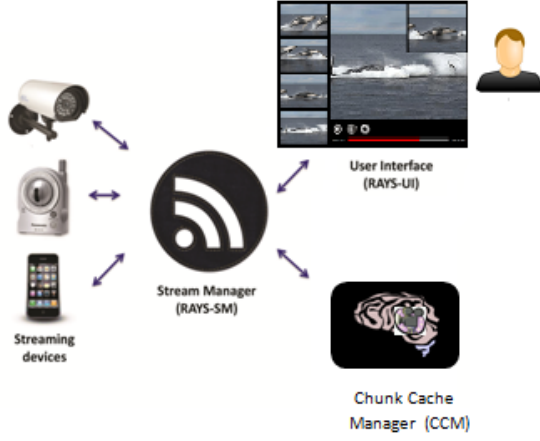 User Interface
(RAYS-UI)
Stream Manager
(RAYS-SM)
Streaming
devices
Chunk Cache
Manager (CCM)